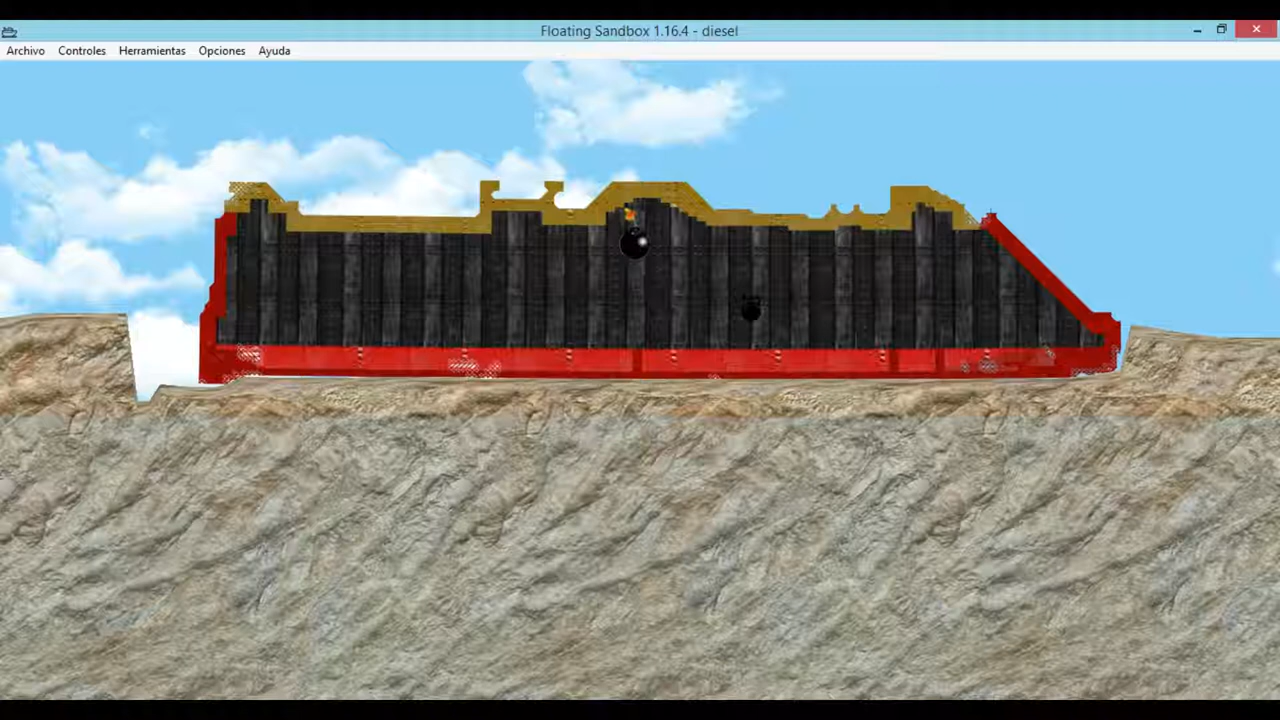 Floating Sandbox 1.16.4 - diesel
Archivo Controles Herramientas Opciones Ayuda